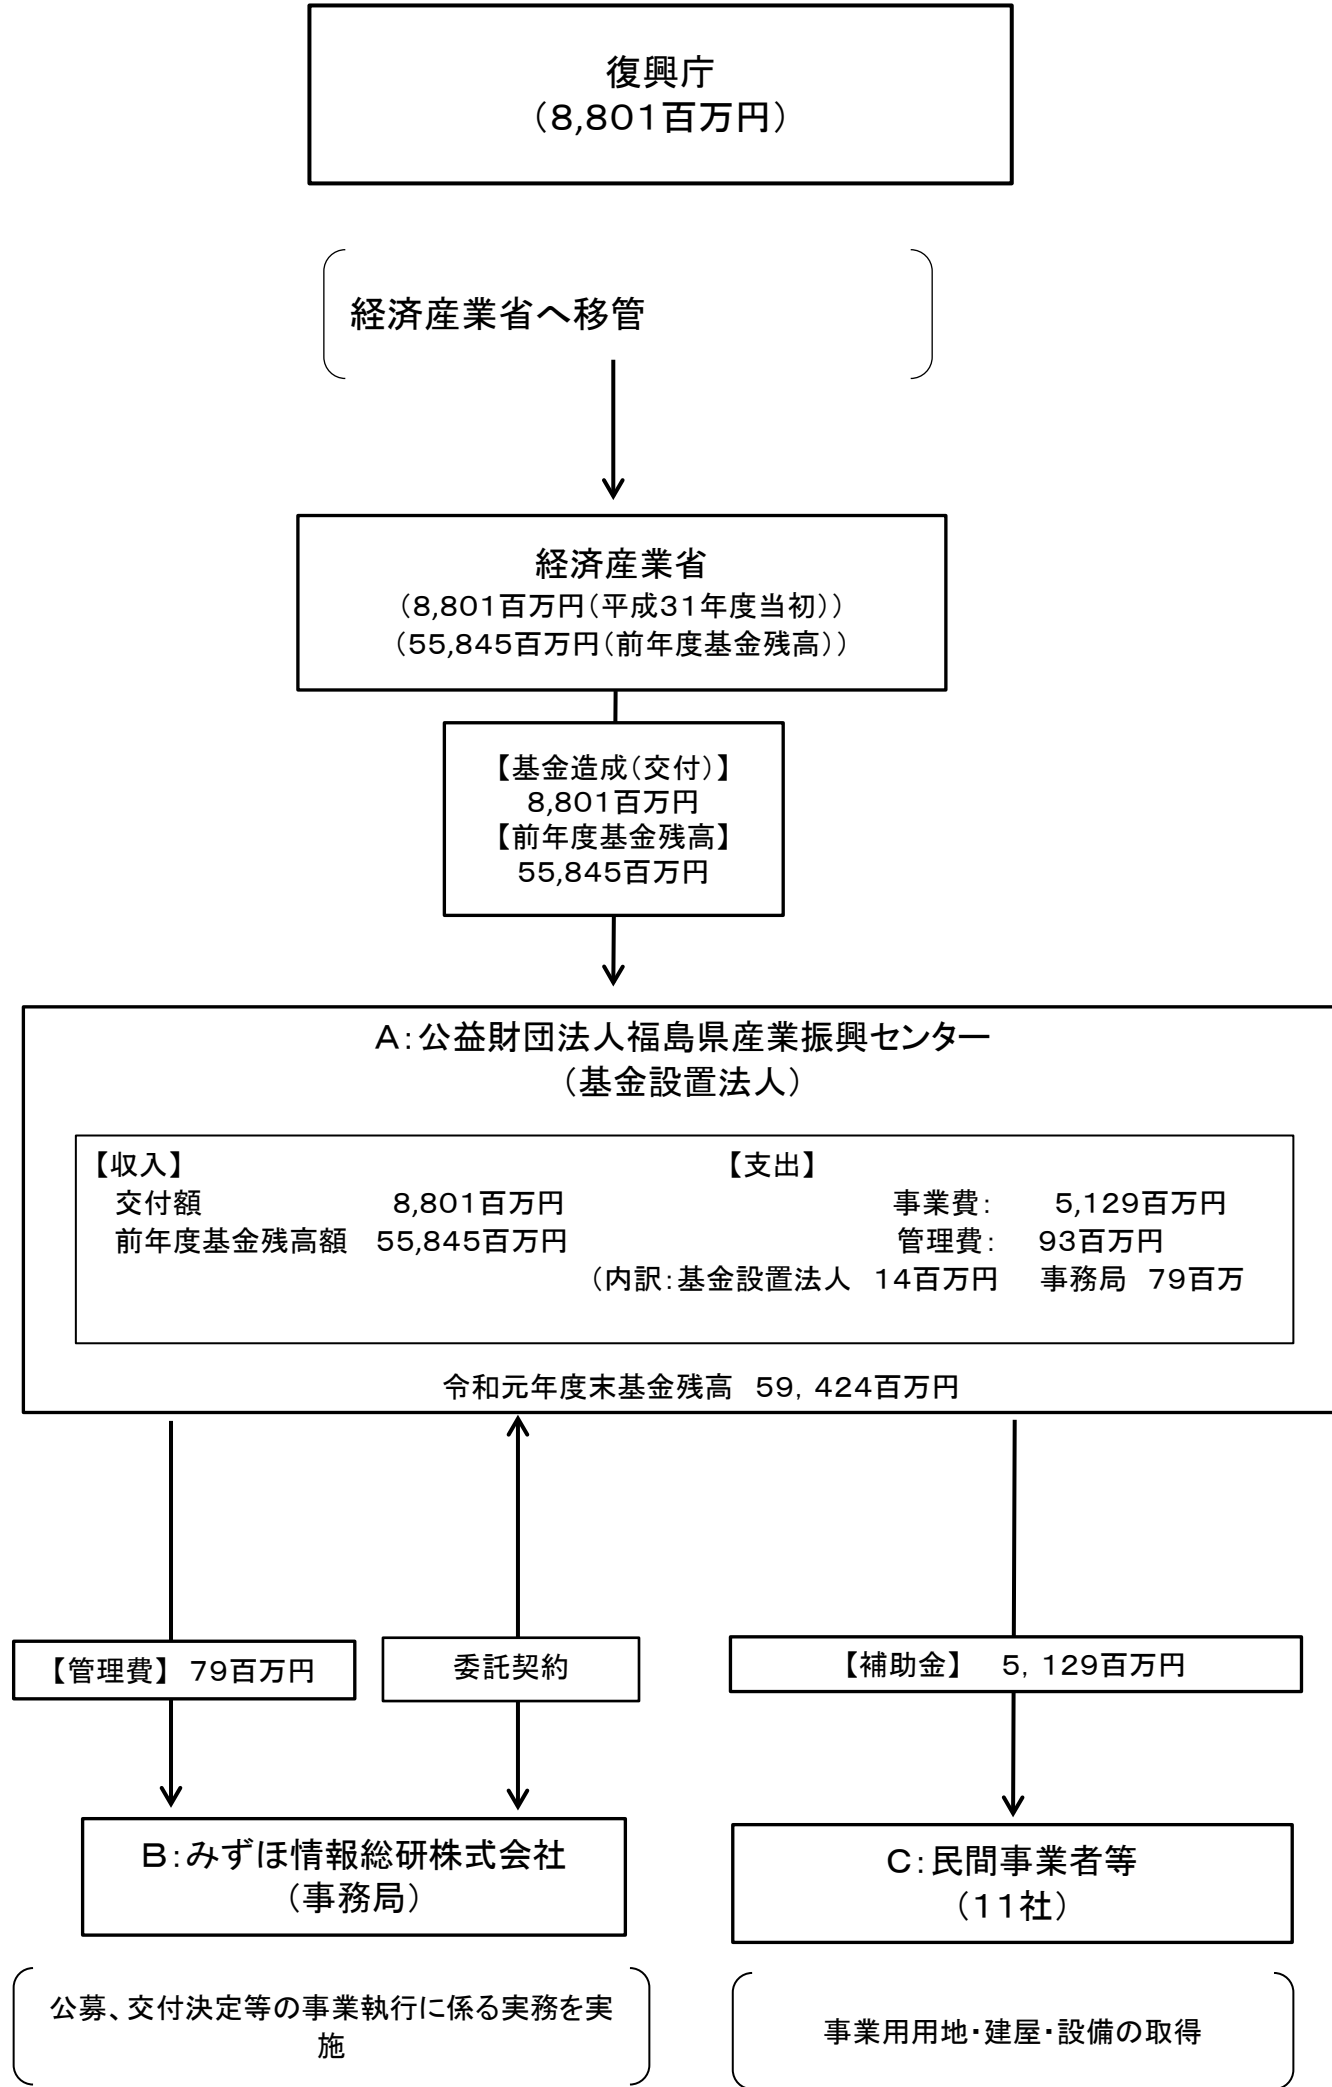 復興庁
（8,801百万円）
経済産業省へ移管
経済産業省
（8,801百万円（平成31年度当初））
（55,845百万円（前年度基金残高））
【基金造成（交付）】
8,801百万円
【前年度基金残高】
55,845百万円
A：公益財団法人福島県産業振興センター
（基金設置法人）
【収入】　【支出】
交付額　8,801百万円　事業費：　5,129百万円
前年度基金残高額　55,845百万円　管理費：　93百万円
（内訳：基金設置法人　14百万円　事務局　79百万
令和元年度末基金残高　59，424百万円
【管理費】　79百万円
委託契約
【補助金】　5，129百万円
B：みずほ情報総研株式会社
（事務局）
C：民間事業者等
（11社）
公募、交付決定等の事業執行に係る実務を実
施
事業用用地・建屋・設備の取得